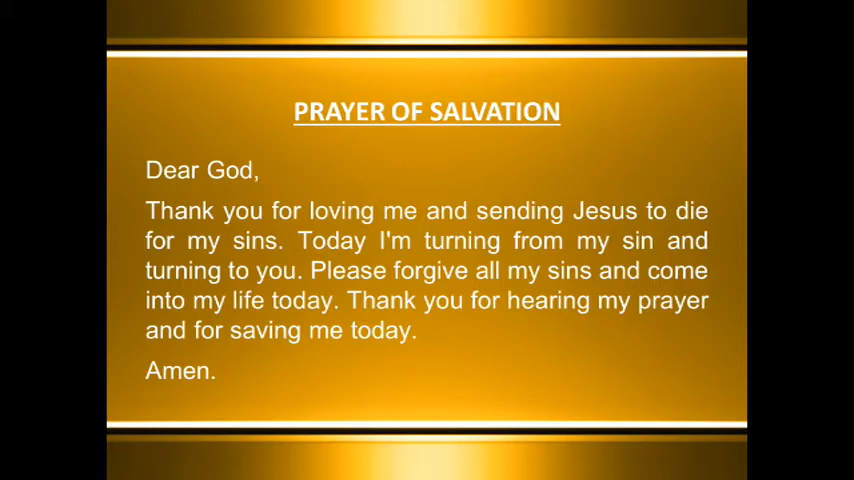 PRAYER OF SALVATION
Dear God,
Thank you for loving me and sending Jesus to die
for my sins. Today I'm turning from my sin and
turning to you. Please forgive all my sins and come
into my life today. Thank you for hearing my prayer
and for saving me today.
Amen.